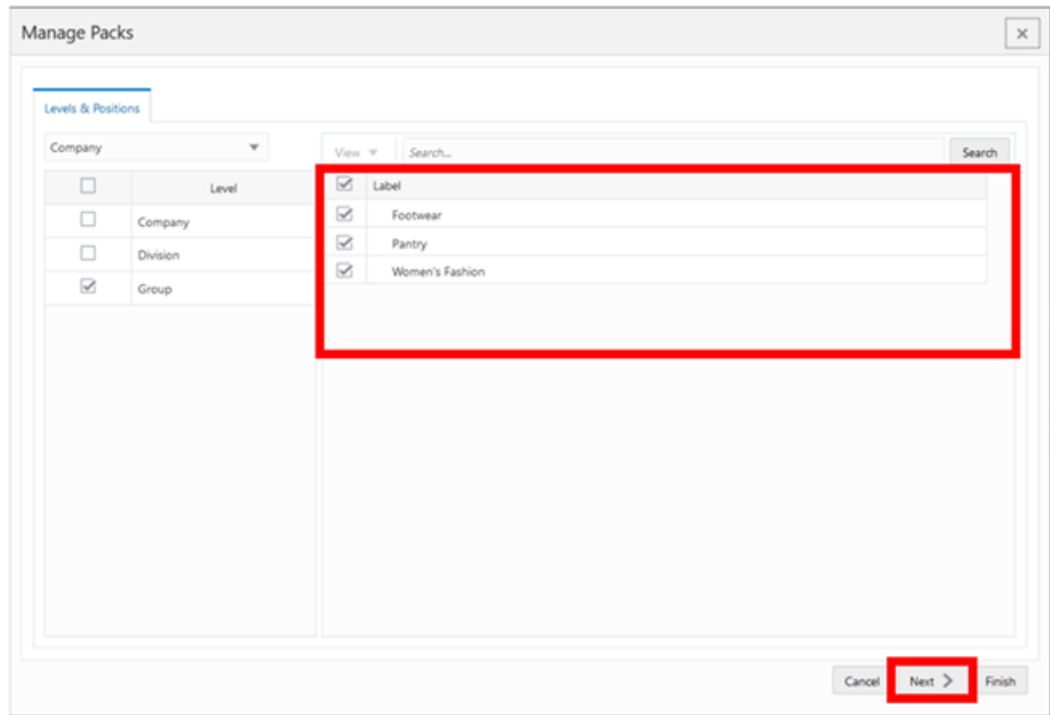 Manage Packs
Levels & Positions
Company
View
Search...
Search
Level
Label
Company
Footwear
Division
Pantry
Group
Women's Fashion
Cancel
Next
Finish